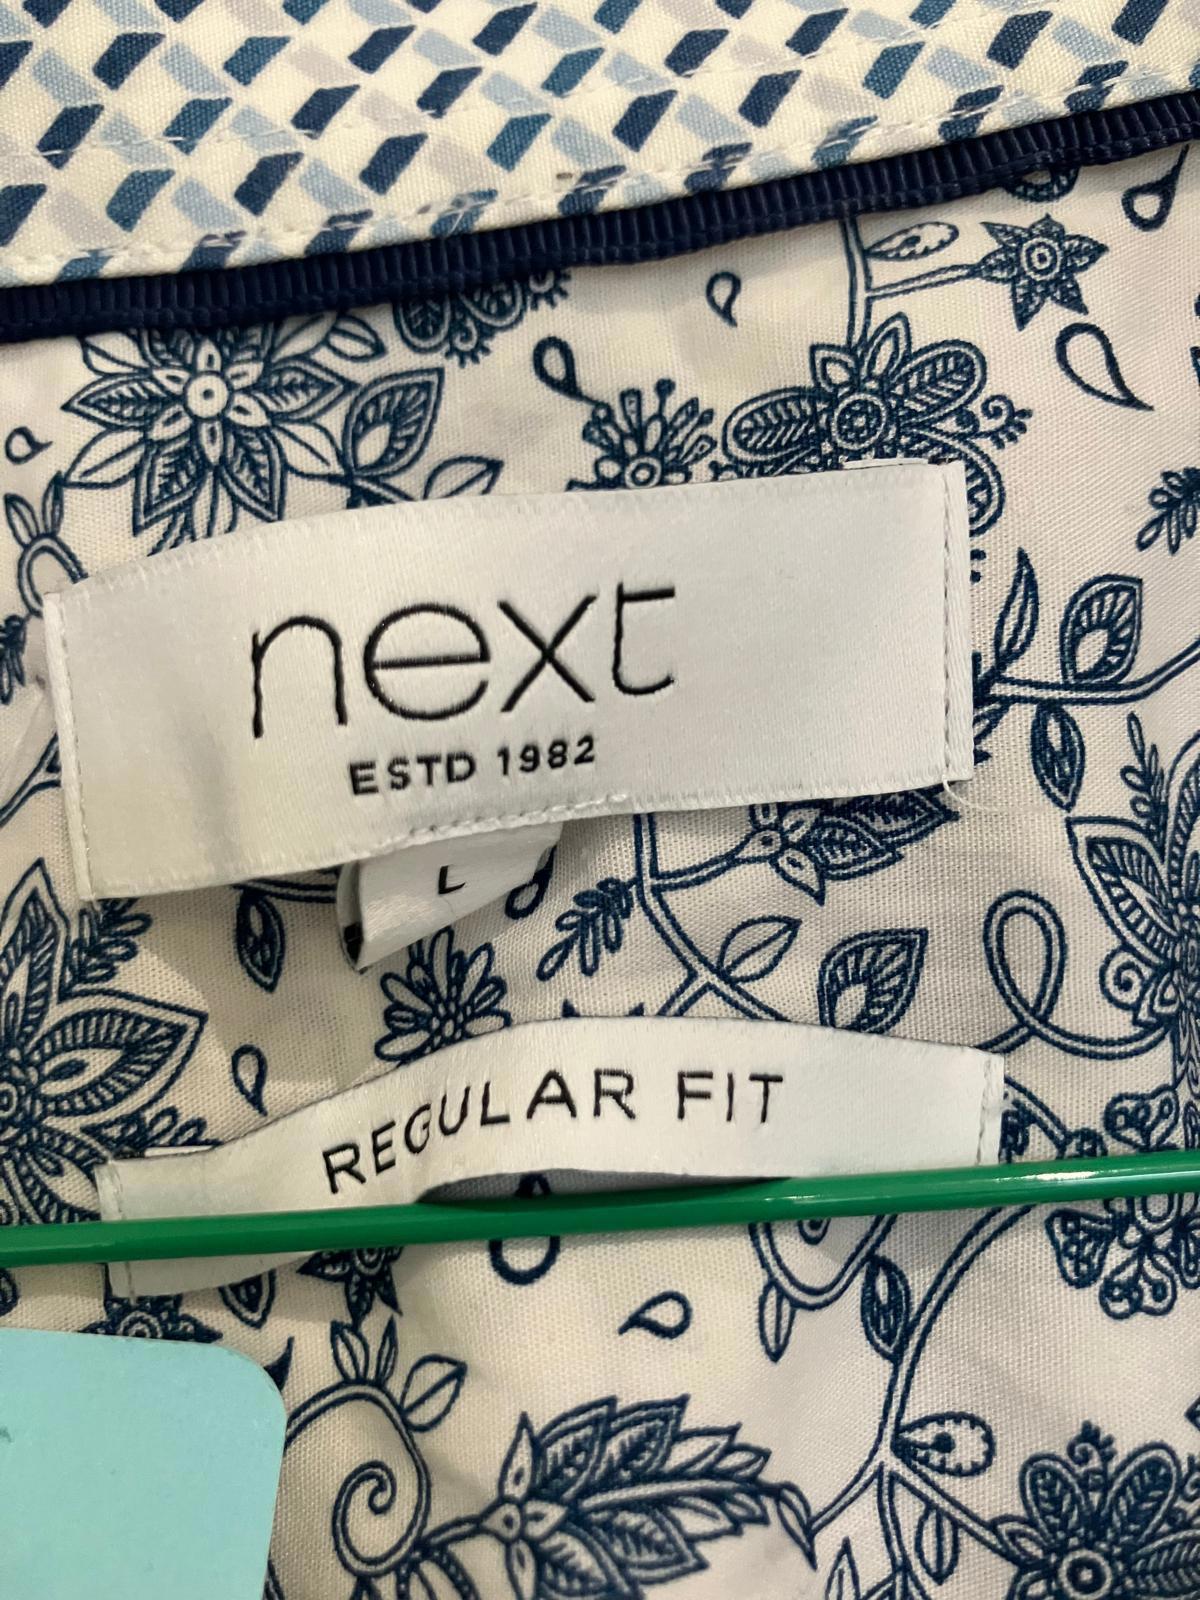 next
ESTD 1982
L
REGULAR FIT